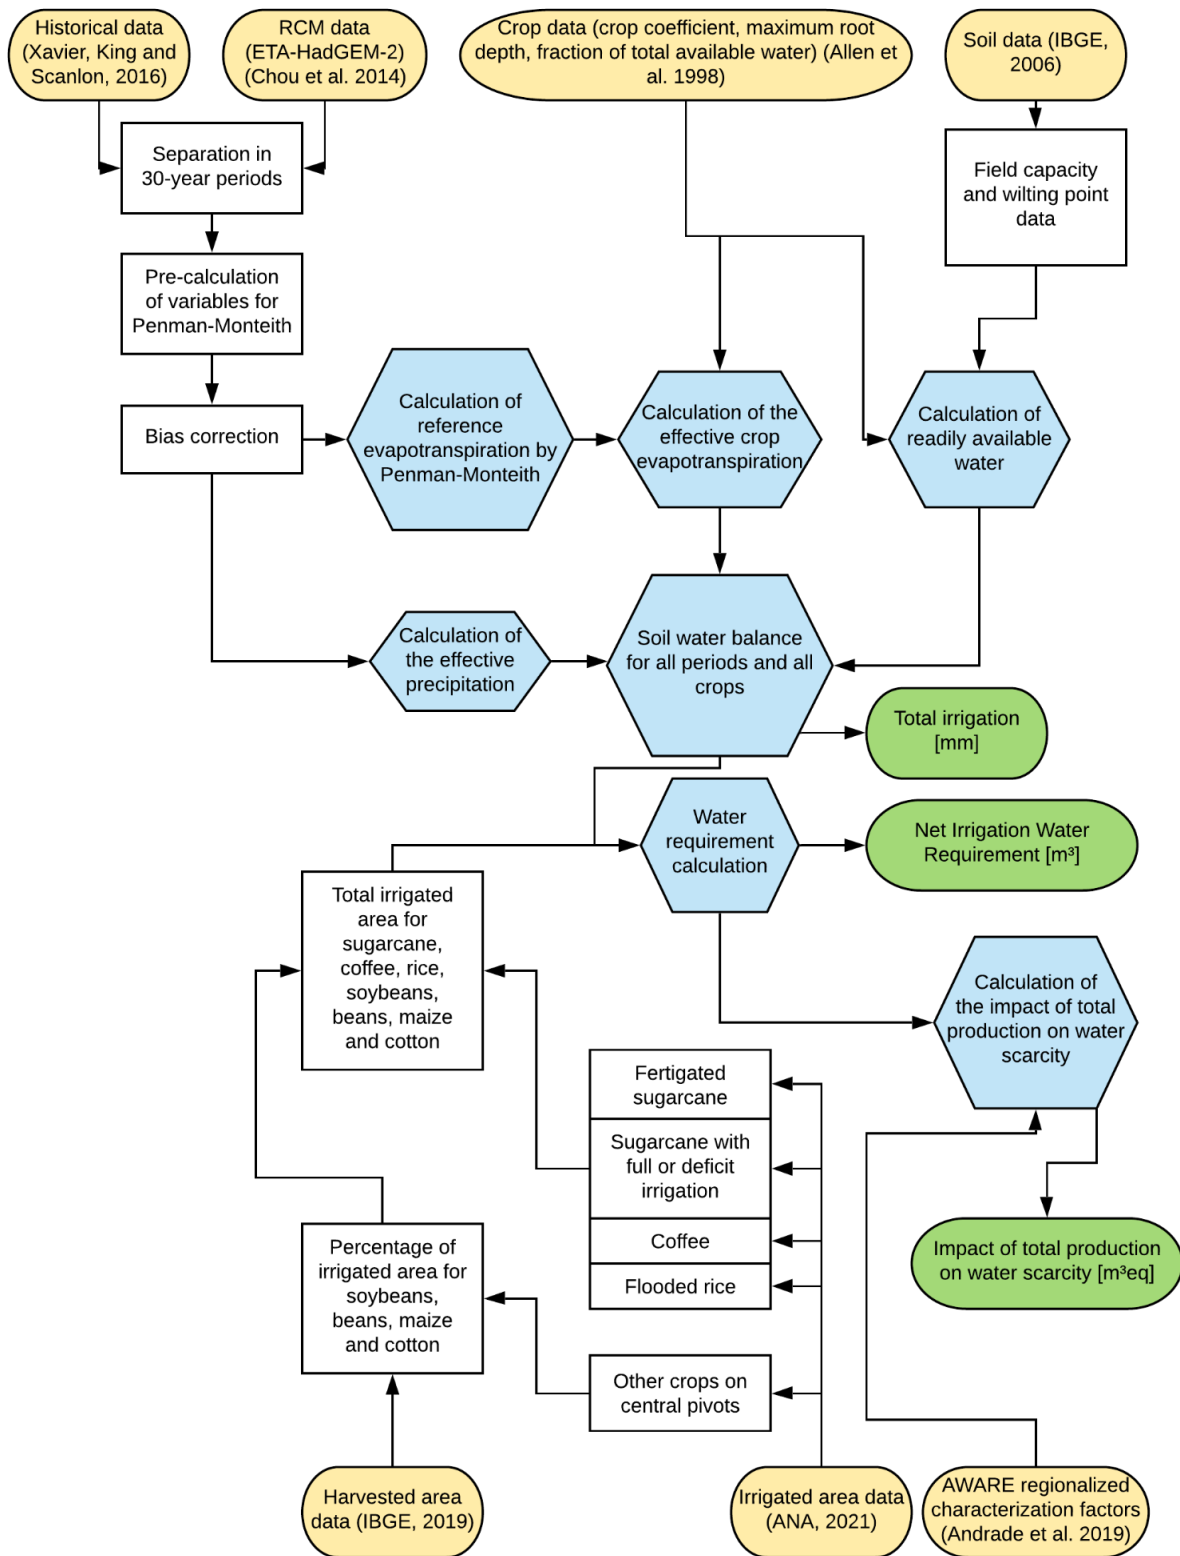 Historical data
(Xavier, King and
Scanlon, 2016)
RCM data
(ETA-HadGEM-2)
(Chou et al. 2014)
Crop data (crop coefficient, maximum root
depth, fraction of total available water) (Allen
et al. 1998)
Soil data (IBGE,
2006)
Separation in
30-year periods
Field capacity
and wilting point
data
Pre-calculation
of variables for
Penman-Monteith
Bias correction
Calculation of
reference
evapotranspiration by
Penman-Monteith
Calculation of the
effective crop
evapotranspiration
Calculation of
readily available
water
Calculation of
the effective
precipitation
Soil water balance
for all periods and all
crops
Total irrigation
[mm]
Water
requirement
calculation
Net Irrigation Water
Requirement [m³]
Total irrigated
area for
sugarcane,
coffee, rice,
soybeans,
beans, maize
and cotton
Calculation of
the impact of total
production on water
scarcity
Fertigated
sugarcane
Sugarcane with
full or deficit
irrigation
Coffee
Flooded rice
Percentage of
irrigated area for
soybeans,
beans, maize
and cotton
Impact of total production
on water scarcity [m³eq]
Other crops on
central pivots
Harvested area
data (IBGE, 2019)
Irrigated area data
(ANA, 2021)
AWARE regionalized
characterization factors
(Andrade et al. 2019)